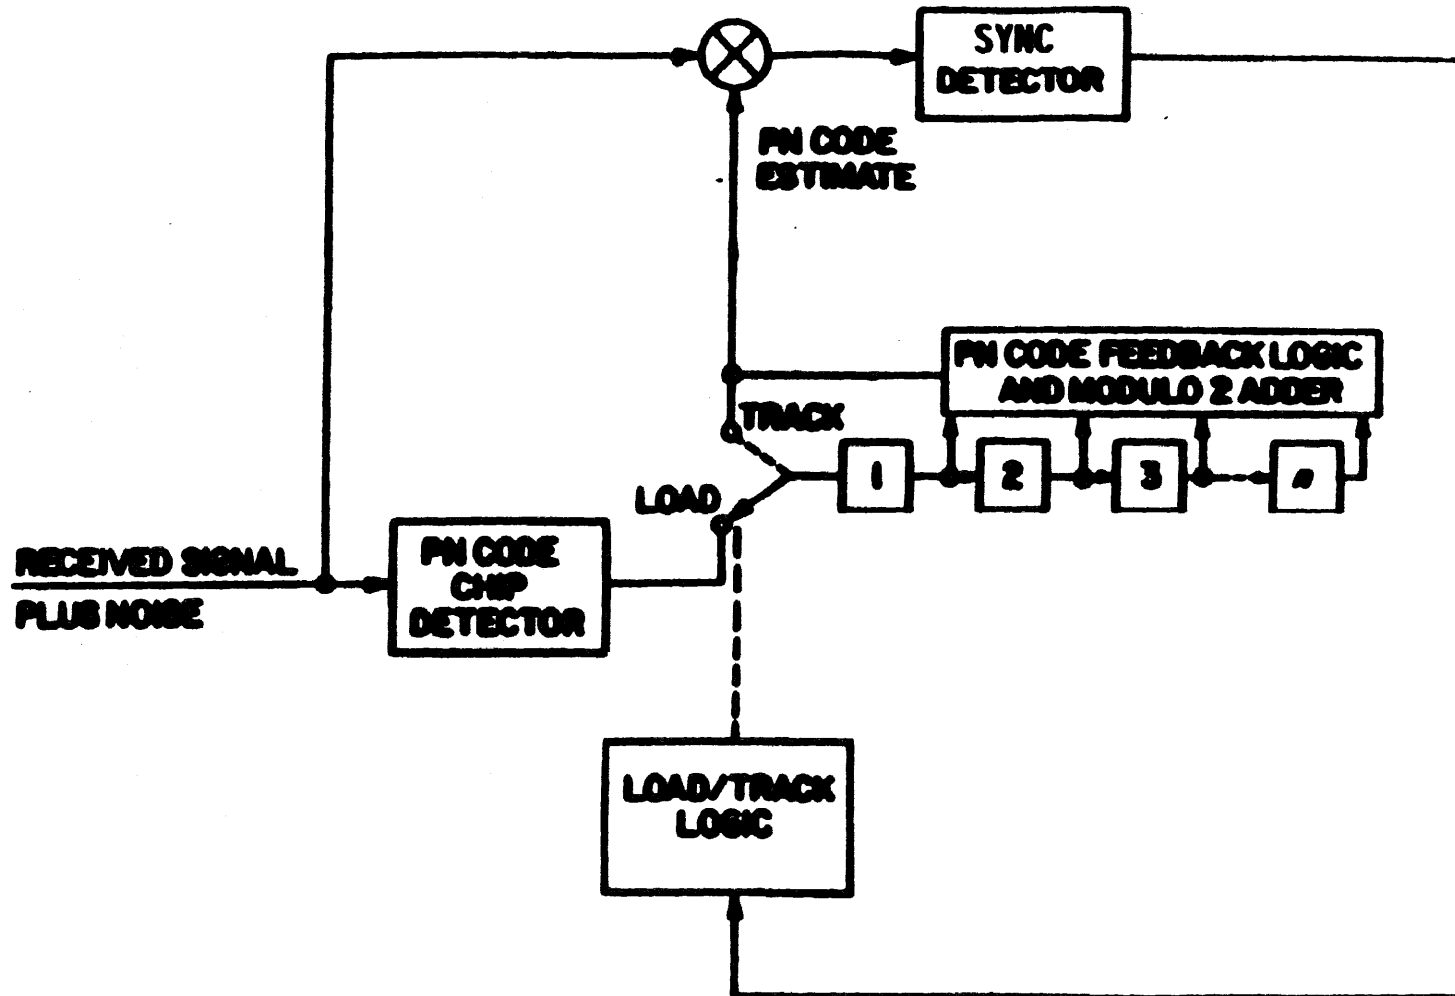 SYNC
DETECTOR
PN CODE
ESTIMATE
PN CODE FEEDBACK LOGIC
AND MODULO 2 ADDER
TRACK
1
2
3
n
LOAD
RECEIVED SIGNAL
PLUS NOISE
PN CODE
CHIP
DETECTOR
LOAD/TRACK
LOGIC